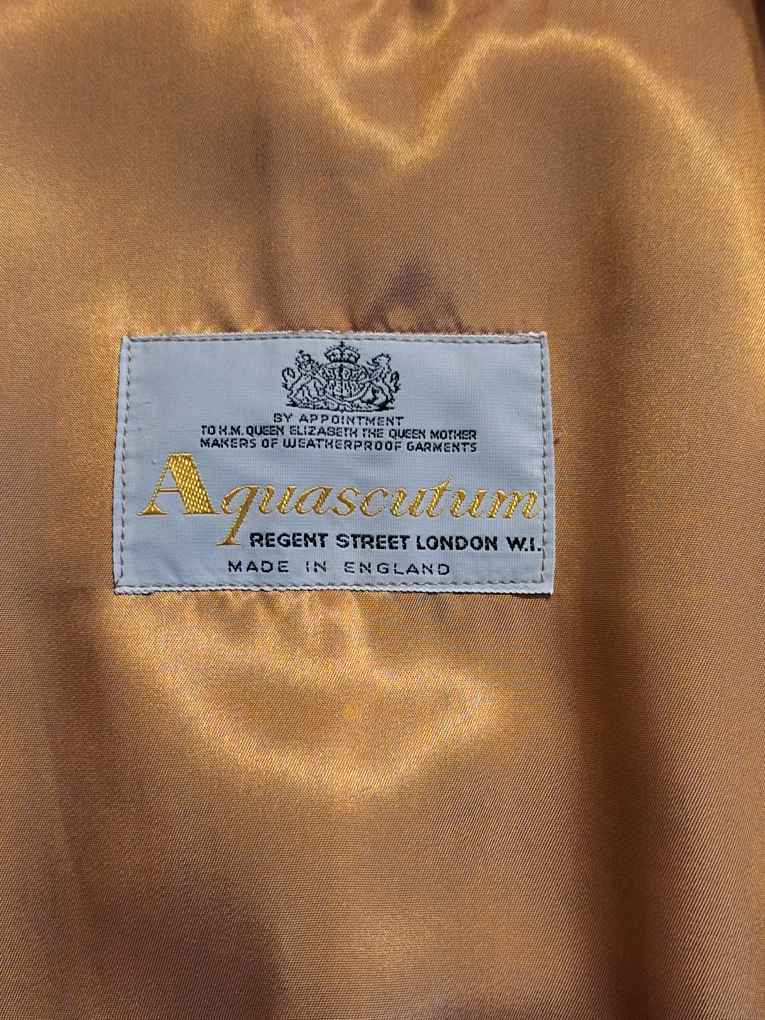 BY APPOINTMENT
TO H.M. QUEEN ELIZABETH THE QUEEN MOTHER
MAKERS OF WEATHERPROOF GARMENTS
Aquascutum
REGENT STREET LONDON W.1.
MADE IN ENGLAND